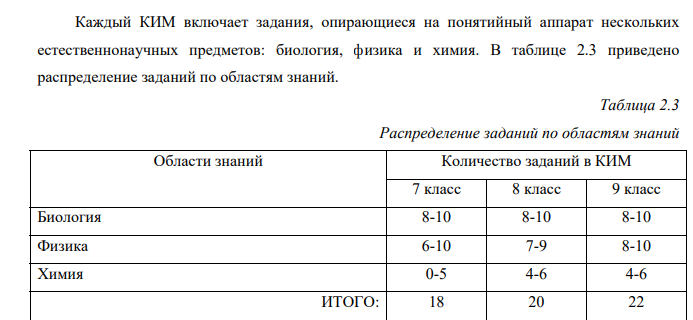 Каждый КИМ включает задания, опирающиеся на понятийный аппарат нескольких
естественнонаучных предметов: биология, физика и химия. В таблице 2.3 приведено
распределение заданий по областям знаний.
Таблица 2.3
Распределение заданий по областям знаний
Области знаний Количество заданий в КИМ
7 класс 8 класс 9 класс
Биология 8-10 8-10 8-10
Физика 6-10 7-9 8-10
Химия 0-5 4-6 4-6
ИТОГО: 18 20 22